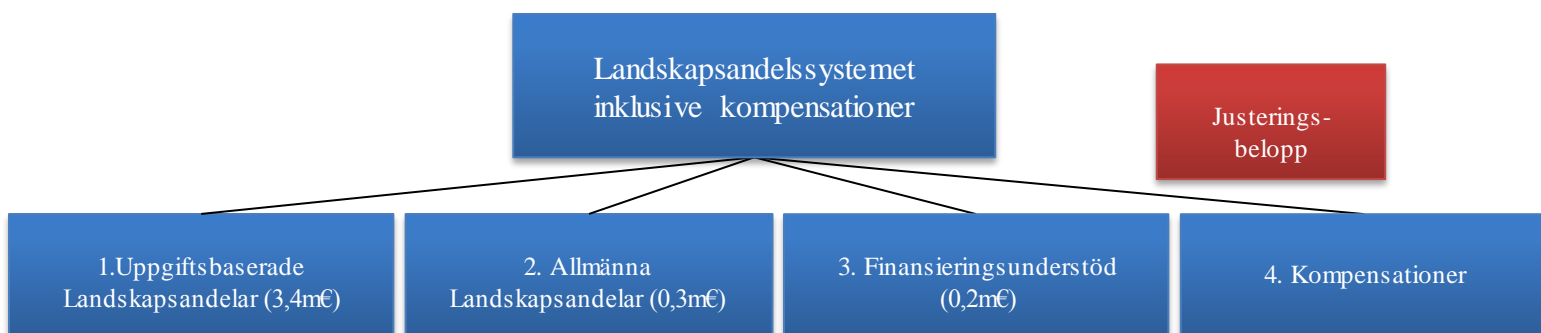 Landskapsandelssystemet
inklusive kompensationer
Justerings-
belopp
1.Uppgiftsbaserade
Landskapsandelar (3,4m€)
2. Allmänna
Landskapsandelar (0,3m€)
3. Finansieringsunderstöd
(0,2m€)
4. Kompensationer